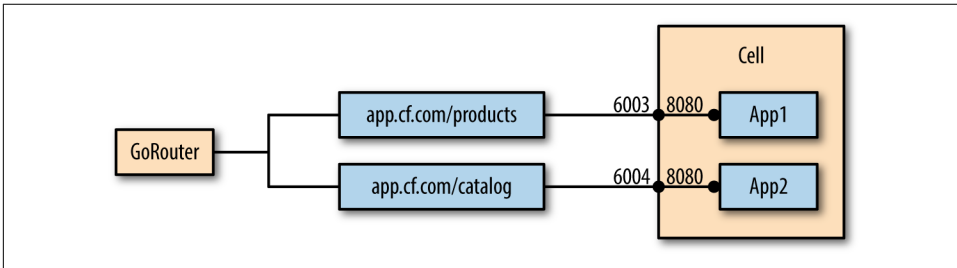 Cell
app.cf.com/products
6003
8080
App1
GoRouter
app.cf.com/catalog
6004
8080
App2